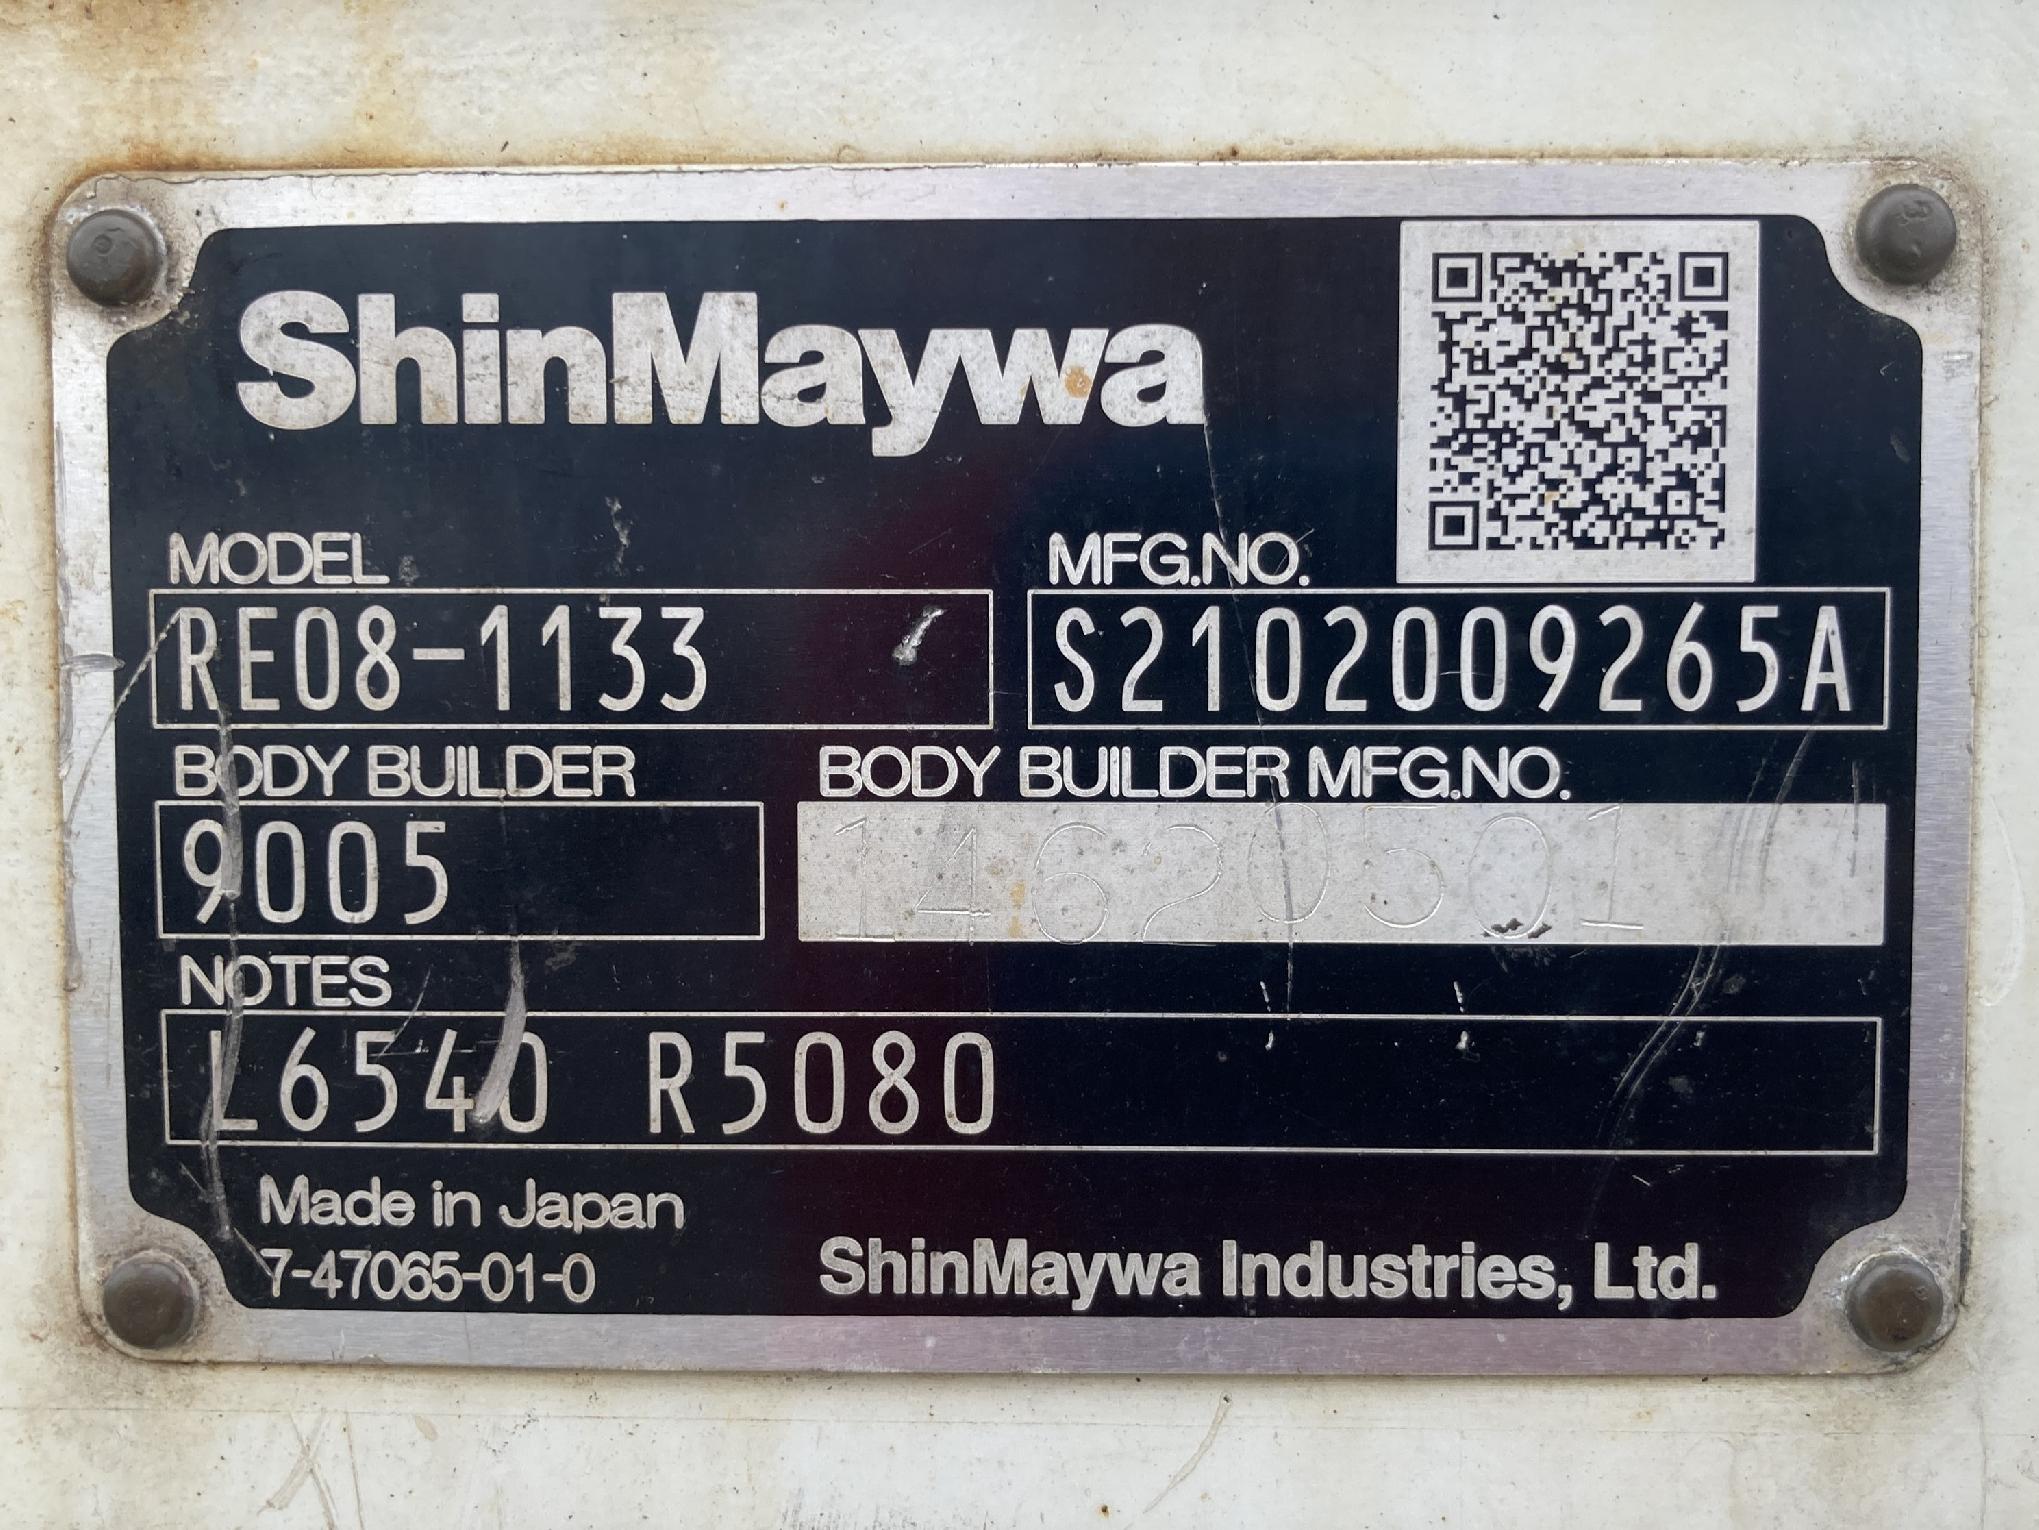 ShinMaywa
MODEL
MFG.NO.
RE08-1133
S2102009265A
BODY BUILDER
BODY BUILDER MFG.NO.
9005
14620501
NOTES
L6540 R5080
Made in Japan
7-47065-01-0
ShinMaywa Industries, Ltd.